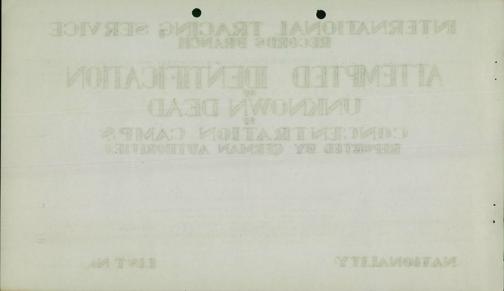 INTERNATIONAL TRACING SERVICE
RECORDS BRANCH
ATTEMPTED IDENTIFICATION
OF
UNKNOWN DEAD
IN
CONCENTRATION CAMPS
REPORTED BY GERMAN AUTHORITIES
NATIONALITY
LIST No.